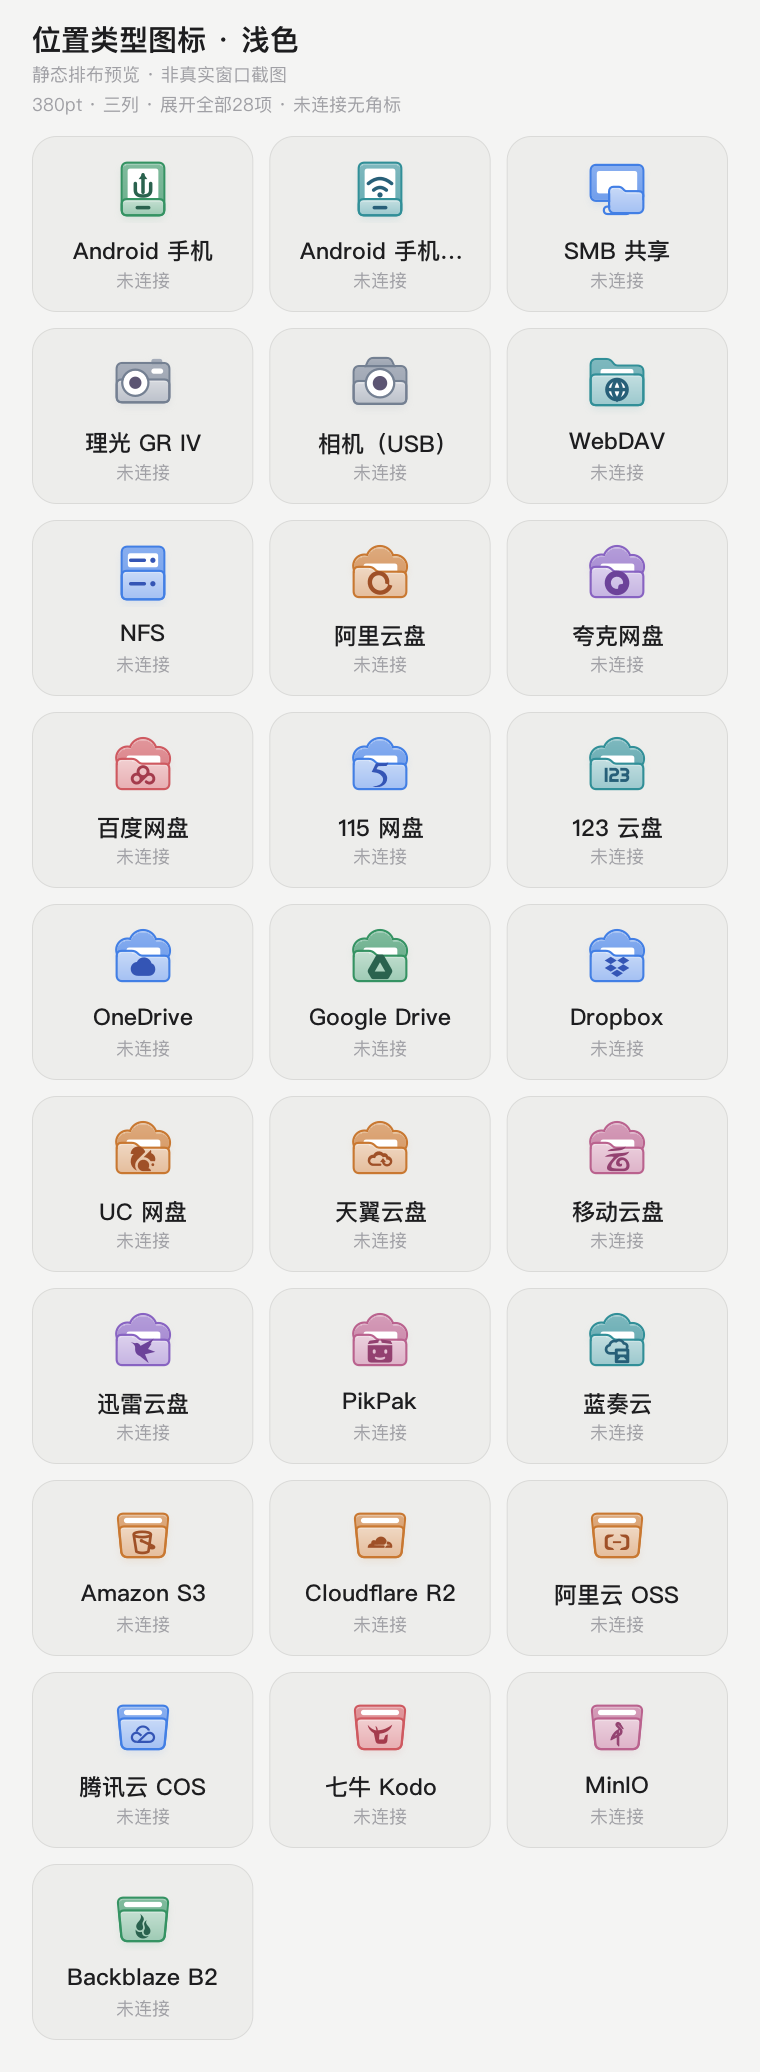 位置类型图标 · 浅色
静态排布预览 · 非真实窗口截图
380pt · 三列 · 展开全部28项 · 未连接无角标
Android 手机
未连接
Android 手机...
未连接
SMB 共享
未连接
理光 GR IV
未连接
相机（USB）
未连接
WebDAV
未连接
NFS
未连接
阿里云盘
未连接
夸克网盘
未连接
百度网盘
未连接
115 网盘
未连接
123
123 云盘
未连接
OneDrive
未连接
Google Drive
未连接
Dropbox
未连接
UC 网盘
未连接
天翼云盘
未连接
移动云盘
未连接
迅雷云盘
未连接
PikPak
未连接
蓝奏云
未连接
Amazon S3
未连接
Cloudflare R2
未连接
阿里云 OSS
未连接
腾讯云 COS
未连接
七牛 Kodo
未连接
MinIO
未连接
Backblaze B2
未连接